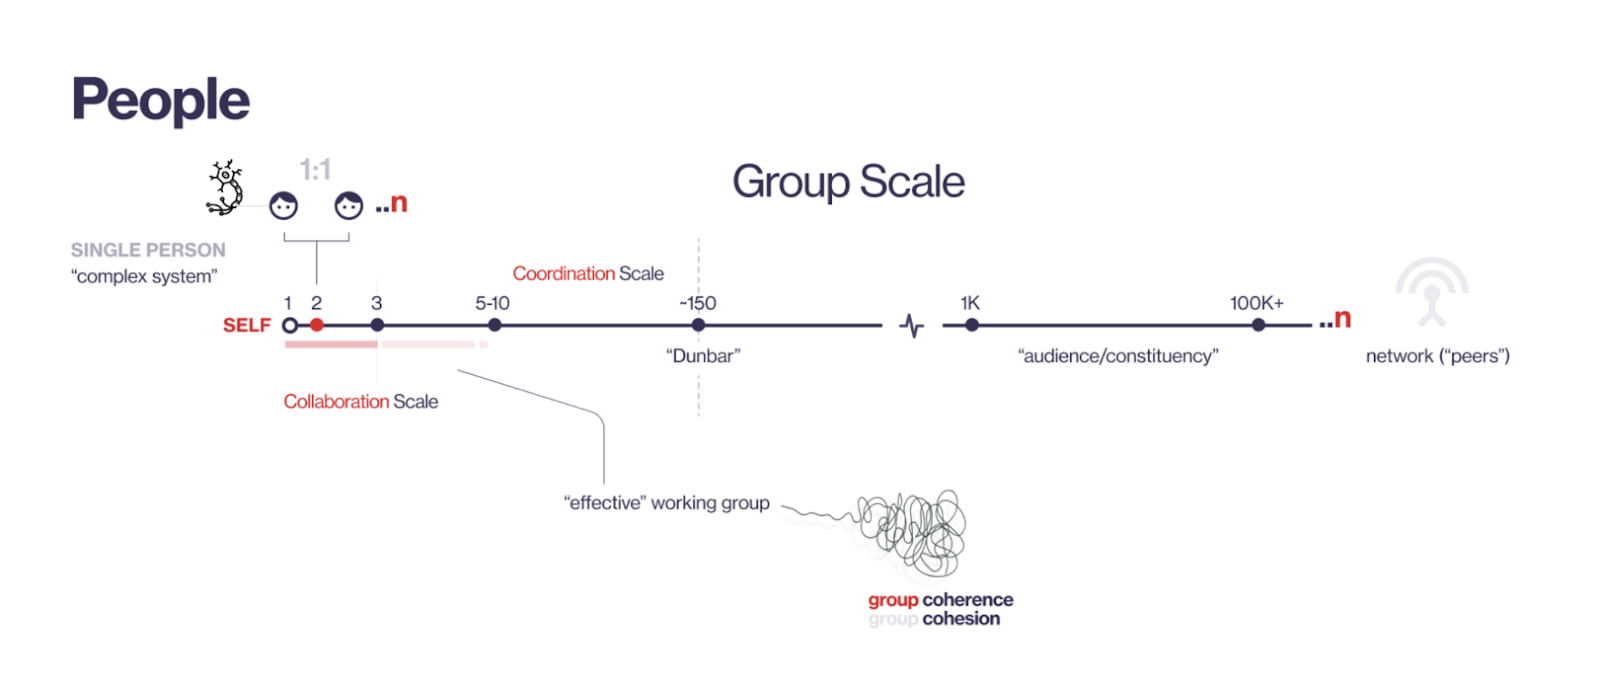 People
1:1
..n
Group Scale
SINGLE PERSON
“complex system”
Coordination Scale
1 2 3 5-10 ~150 1K 100K+
SELF
..n
“Dunbar”
“audience/constituency”
network (“peers”)
Collaboration Scale
“effective” working group
group coherence
group cohesion